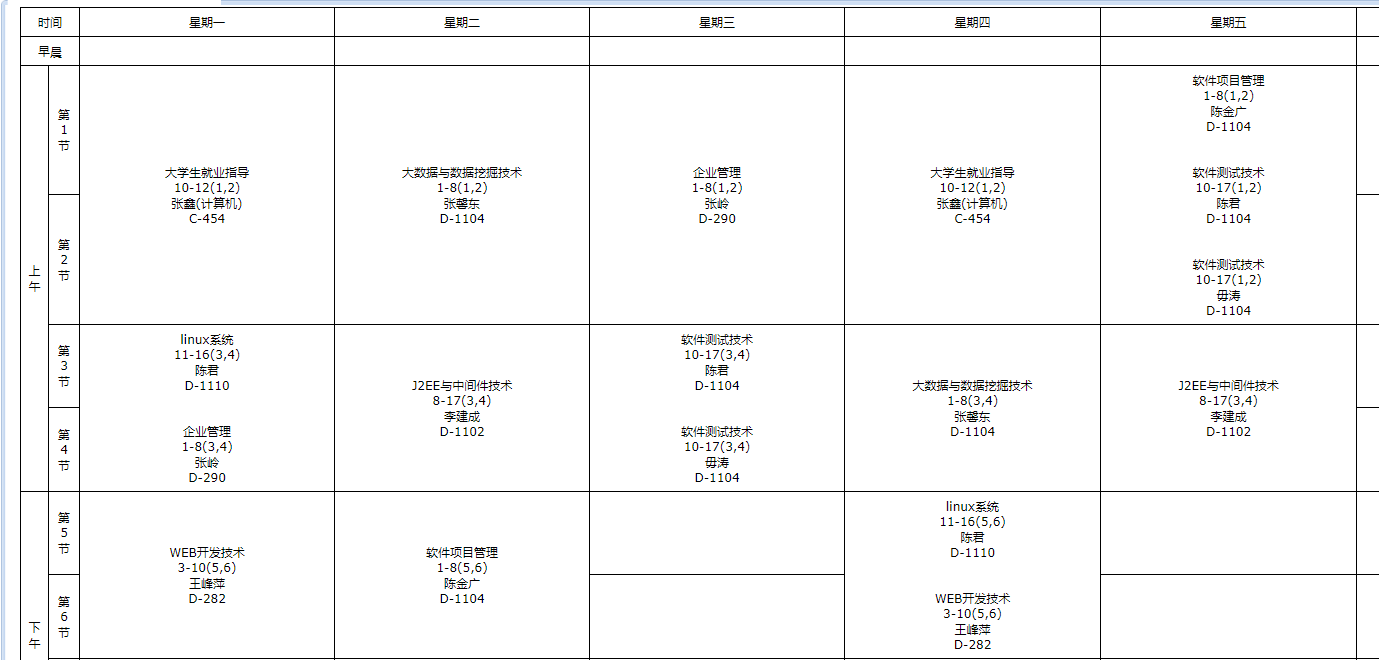 时间
星期一
星期二
星期三
星期四
星期五
早晨
上午
第1节
大学生就业指导
10-12(1,2)
张鑫(计算机)
C-454
大数据与数据挖掘技术
1-8(1,2)
张馨东
D-1104
企业管理
1-8(1,2)
张岭
D-290
大学生就业指导
10-12(1,2)
张鑫(计算机)
C-454
软件项目管理
1-8(1,2)
陈金广
D-1104
软件测试技术
10-17(1,2)
陈君
D-1104
软件测试技术
10-17(1,2)
毋涛
D-1104
第2节
第3节
linux系统
11-16(3,4)
陈君
D-1110
企业管理
1-8(3,4)
张岭
D-290
J2EE与中间件技术
8-17(3,4)
李建成
D-1102
软件测试技术
10-17(3,4)
陈君
D-1104
软件测试技术
10-17(3,4)
毋涛
D-1104
大数据与数据挖掘技术
1-8(3,4)
张馨东
D-1104
J2EE与中间件技术
8-17(3,4)
李建成
D-1102
第4节
下午
第5节
WEB开发技术
3-10(5,6)
王峰萍
D-282
软件项目管理
1-8(5,6)
陈金广
D-1104
linux系统
11-16(5,6)
陈君
D-1110
WEB开发技术
3-10(5,6)
王峰萍
D-282
第6节